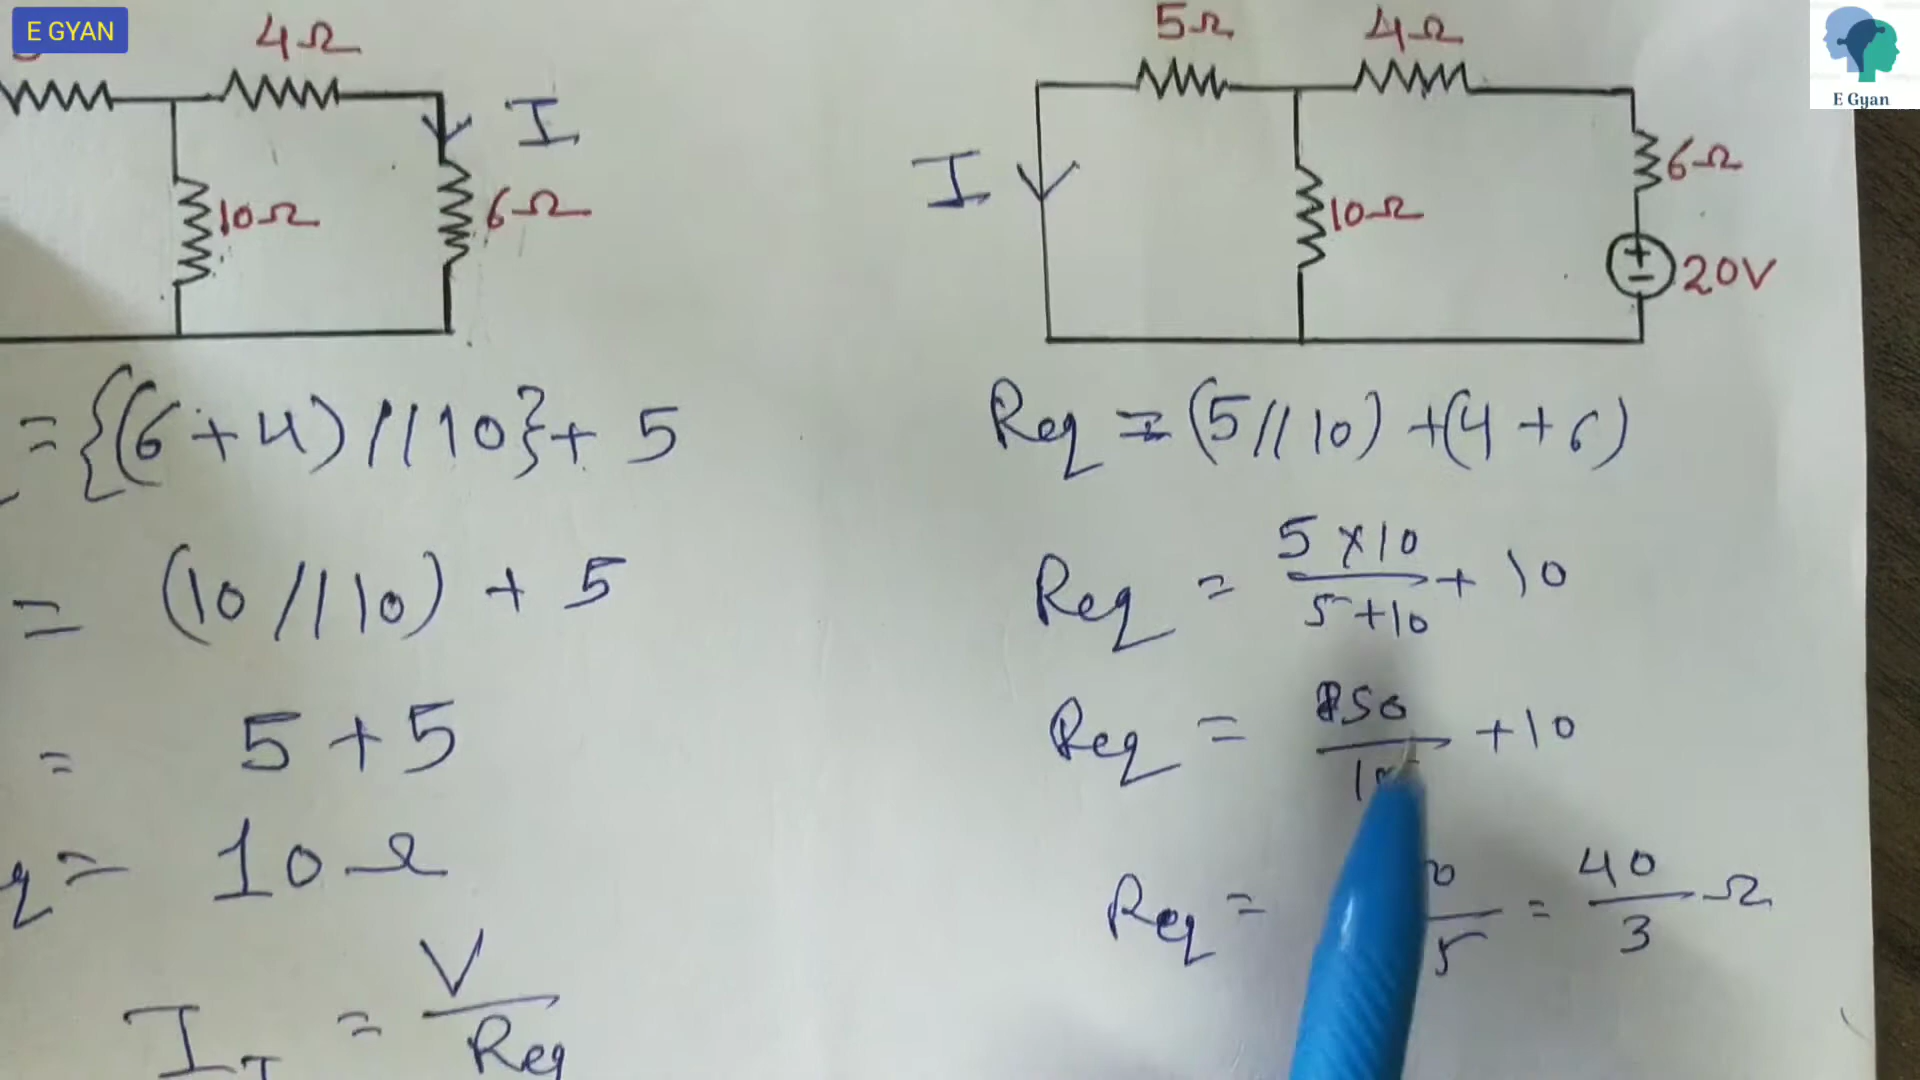 E GYAN
4Ω
I
10Ω
6Ω
= {(6+4)//10}+ 5
= (10//10) + 5
= 5+5
= 10Ω
I = V/Req
5Ω 4Ω
E Gyan
I
6Ω
10Ω
20V
Req = (5//10) +(4+6)
Req = 5×10/5+10 + 10
Req = 50/ +10
Req = = 40/3 Ω